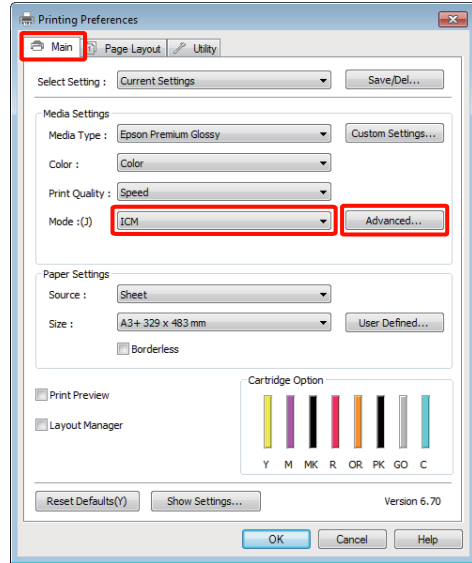 Printing Preferences
Main Page Layout Utility
Select Setting : Current Settings Save/Del...
Media Settings
Media Type : Epson Premium Glossy Custom Settings...
Color : Color
Print Quality : Speed
Mode :(J) ICM Advanced...
Paper Settings
Source : Sheet
Size : A3+ 329 x 483 mm User Defined...
Borderless
Cartridge Option
Print Preview
Layout Manager
Y M MK R OR PK GO C
Reset Defaults(Y) Show Settings... Version 6.70
OK Cancel Help